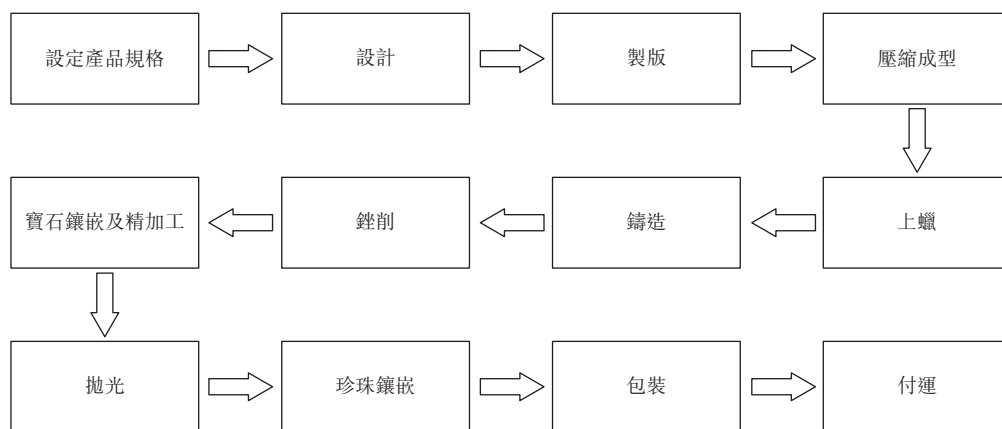 設定產品規格
設計
製版
壓縮成型
上蠟
鑄造
銼削
寶石鑲嵌及精加工
拋光
珍珠鑲嵌
包裝
付運